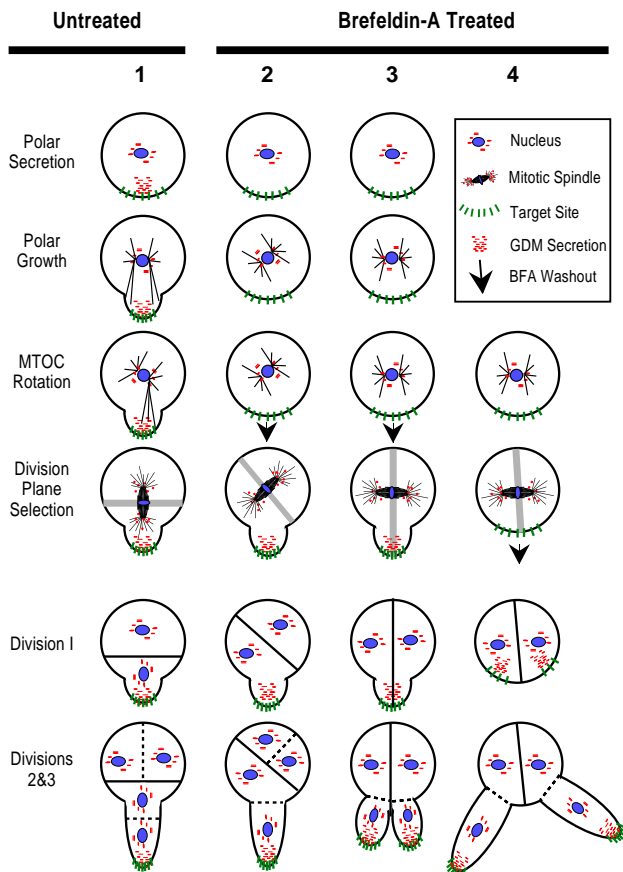 Untreated
Brefeldin-A Treated
1
2
3
4
Polar
Secretion
Nucleus
Mitotic Spindle
Target Site
GDM Secretion
BFA Washout
Polar
Growth
MTOC
Rotation
Division
Plane
Selection
Division I
Divisions
2&3